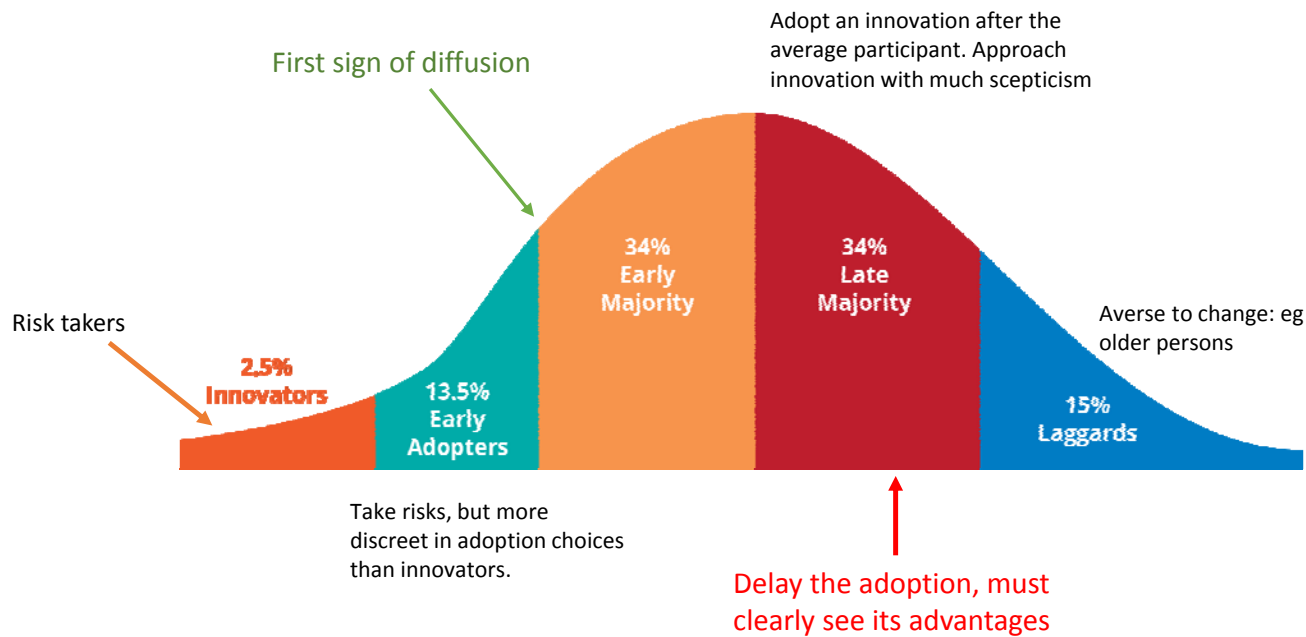 Adopt an innovation after the
average participant. Approach
innovation with much scepticism
First sign of diffusion
34%
Early
Majority
34%
Late
Majority
Risk takers
2.5%
Innovators
Averse to change: eg
older persons
13.5%
Early
Adopters
15%
Laggards
Take risks, but more
discreet in adoption choices
than innovators.
Delay the adoption, must
clearly see its advantages